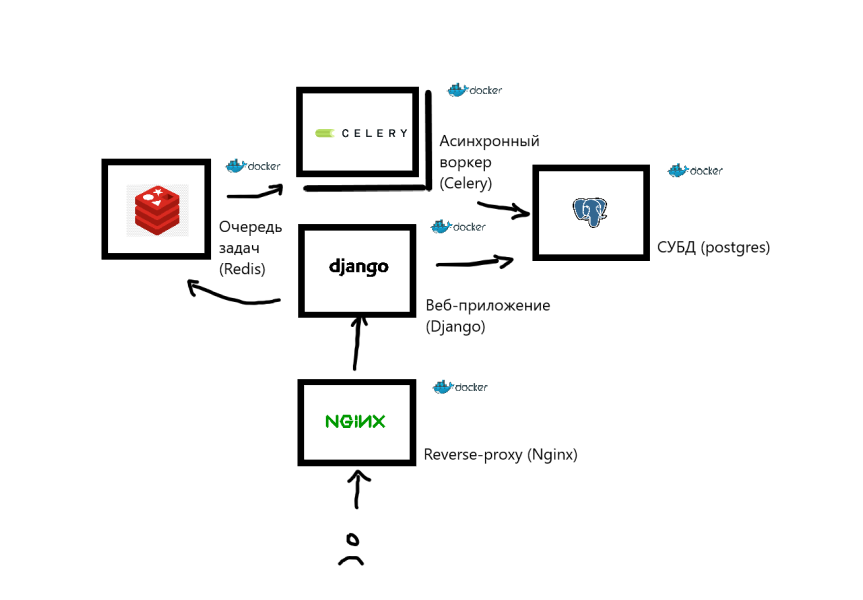 docker
CELERY
Асинхронный
воркер
(Celery)
docker
Очередь
задач
(Redis)
docker
СУБД (postgres)
docker
django
Веб-приложение
(Django)
docker
NGINX
Reverse-proxy (Nginx)